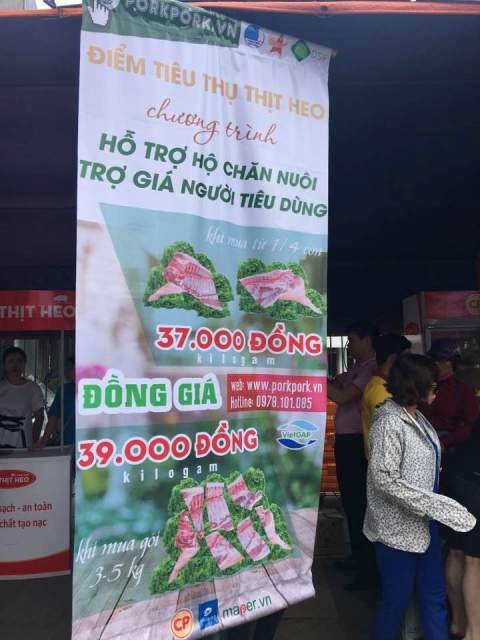 PORKPORK.VN
ĐIỂM TIÊU THỤ THỊT HEO
chương trình
HỖ TRỢ HỘ CHĂN NUÔI
TRỢ GIÁ NGƯỜI TIÊU DÙNG
khi mua từ 1/4 con
37.000 ĐỒNG
kilogam
ĐỒNG GIÁ
web: www.porkpork.vn
Hotline: 0978.101.085
39.000 ĐỒNG
kilogam
VietGAP
khi mua gói
3-5 kg
CP
maper.vn
THỊT HEO
THỊT HEO
sạch - an toàn
chất tạo nạc